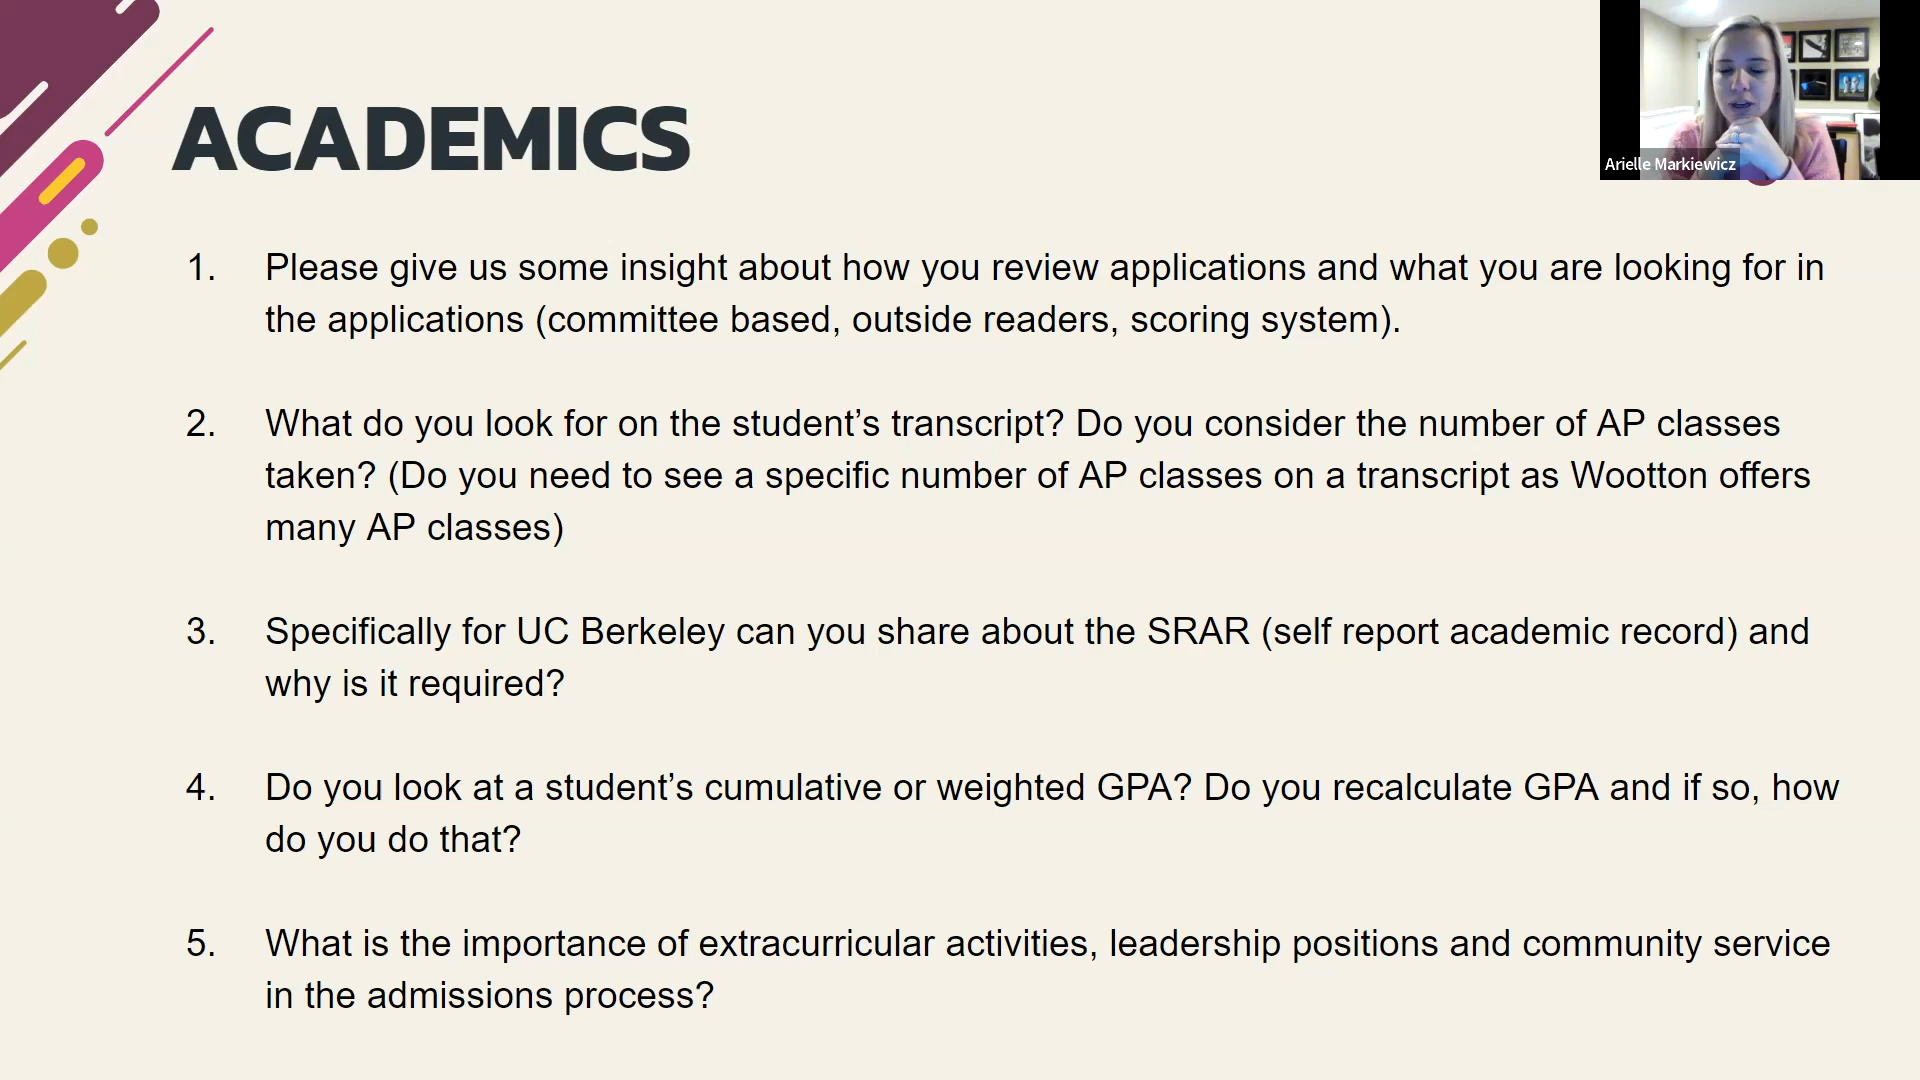 ACADEMICS
Arielle Markiewicz
1. Please give us some insight about how you review applications and what you are looking for in
the applications (committee based, outside readers, scoring system).
2. What do you look for on the student’s transcript? Do you consider the number of AP classes
taken? (Do you need to see a specific number of AP classes on a transcript as Wootton offers
many AP classes)
3. Specifically for UC Berkeley can you share about the SRAR (self report academic record) and
why is it required?
4. Do you look at a student’s cumulative or weighted GPA? Do you recalculate GPA and if so, how
do you do that?
5. What is the importance of extracurricular activities, leadership positions and community service
in the admissions process?